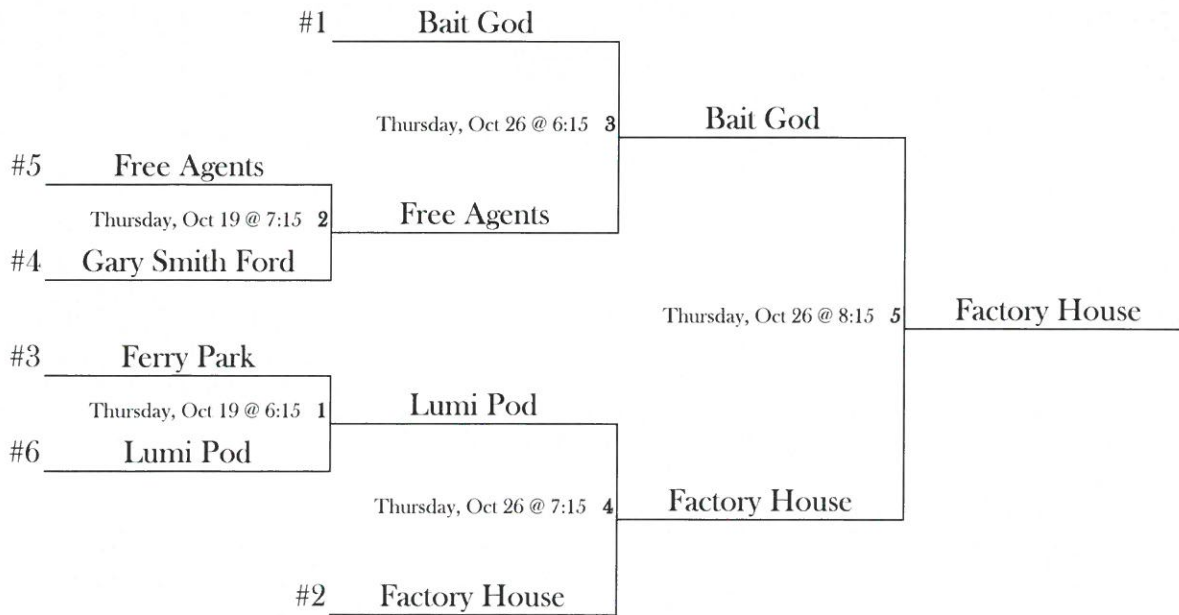 #1 Bait God
Thursday, Oct 26 @ 6:15 3
Bait God
#5 Free Agents
Thursday, Oct 19 @ 7:15 2
Free Agents
#4 Gary Smith Ford
Thursday, Oct 26 @ 8:15 5
Factory House
#3 Ferry Park
Thursday, Oct 19 @ 6:15 1
Lumi Pod
#6 Lumi Pod
Thursday, Oct 26 @ 7:15 4
Factory House
#2 Factory House